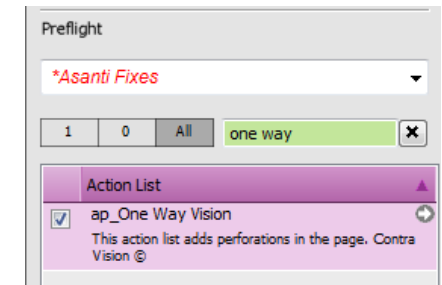 Preflight
*Asanti Fixes
1 0 All one way
Action List
ap_One Way Vision
This action list adds perforations in the page. Contra
Vision ©